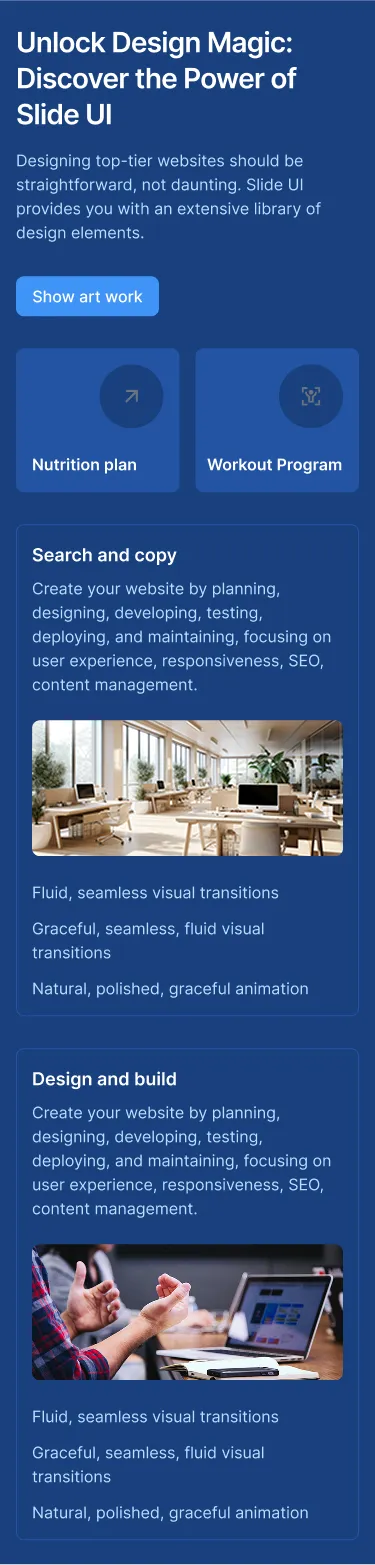 Unlock Design Magic:
Discover the Power of
Slide UI
Designing top-tier websites should be
straightforward, not daunting. Slide UI
provides you with an extensive library of
design elements.
Show art work
Nutrition plan
Workout Program
Search and copy
Create your website by planning,
designing, developing, testing,
deploying, and maintaining, focusing on
user experience, responsiveness, SEO,
content management.
Fluid, seamless visual transitions
Graceful, seamless, fluid visual
transitions
Natural, polished, graceful animation
Design and build
Create your website by planning,
designing, developing, testing,
deploying, and maintaining, focusing on
user experience, responsiveness, SEO,
content management.
Fluid, seamless visual transitions
Graceful, seamless, fluid visual
transitions
Natural, polished, graceful animation